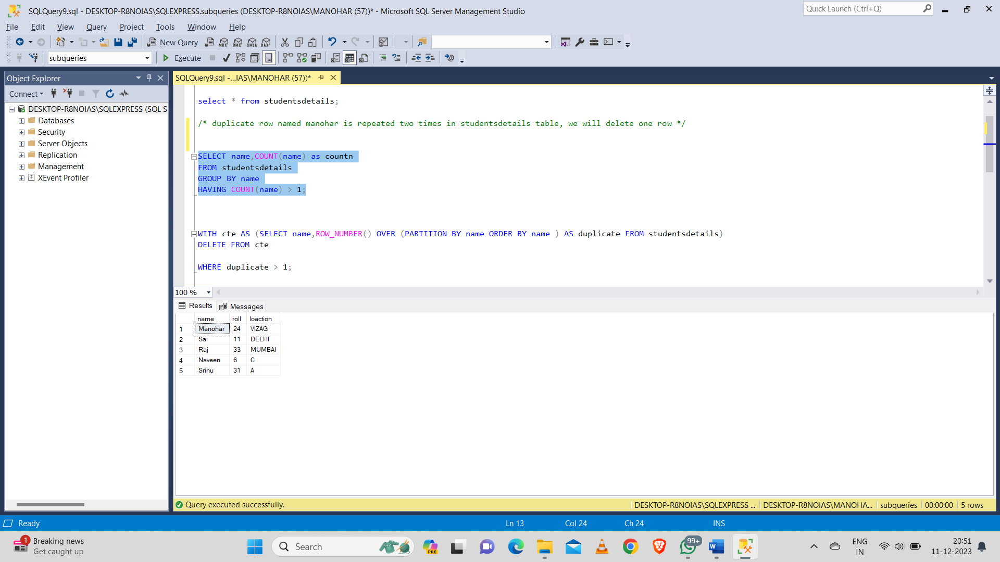 SQLQuery9.sql - DESKTOP-R8NOIAS\SQLEXPRESS.subqueries (DESKTOP-R8NOIAS\MANOHAR (57))* - Microsoft SQL Server Management Studio
Quick Launch (Ctrl+Q)
File Edit View Query Project Tools Window Help
New Query MDX DMX XMLA DAX
subqueries Execute
Object Explorer
SQLQuery9.sql -...IAS\MANOHAR (57))*
Connect
DESKTOP-R8NOIAS\SQLEXPRESS (SQL S
Databases
Security
Server Objects
Replication
Management
XEvent Profiler
select * from studentsdetails;
/* duplicate row named manohar is repeated two times in studentsdetails table, we will delete one row */
SELECT name,COUNT(name) as countn
FROM studentsdetails
GROUP BY name
HAVING COUNT(name) > 1;
WITH cte AS (SELECT name,ROW_NUMBER() OVER (PARTITION BY name ORDER BY name ) AS duplicate FROM studentsdetails)
DELETE FROM cte
WHERE duplicate > 1;
100 %
Results Messages
name roll loaction
1 Manohar 24 VIZAG
2 Sai 11 DELHI
3 Raj 33 MUMBAI
4 Naveen 6 C
5 Srinu 31 A
Query executed successfully.
DESKTOP-R8NOIAS\SQLEXPRESS ... DESKTOP-R8NOIAS\MANOHA... subqueries 00:00:00 5 rows
Ready Ln 13 Col 24 Ch 24 INS
1
Breaking news
Get caught up
Search
PRE
99+
ENG
IN
20:51
11-12-2023